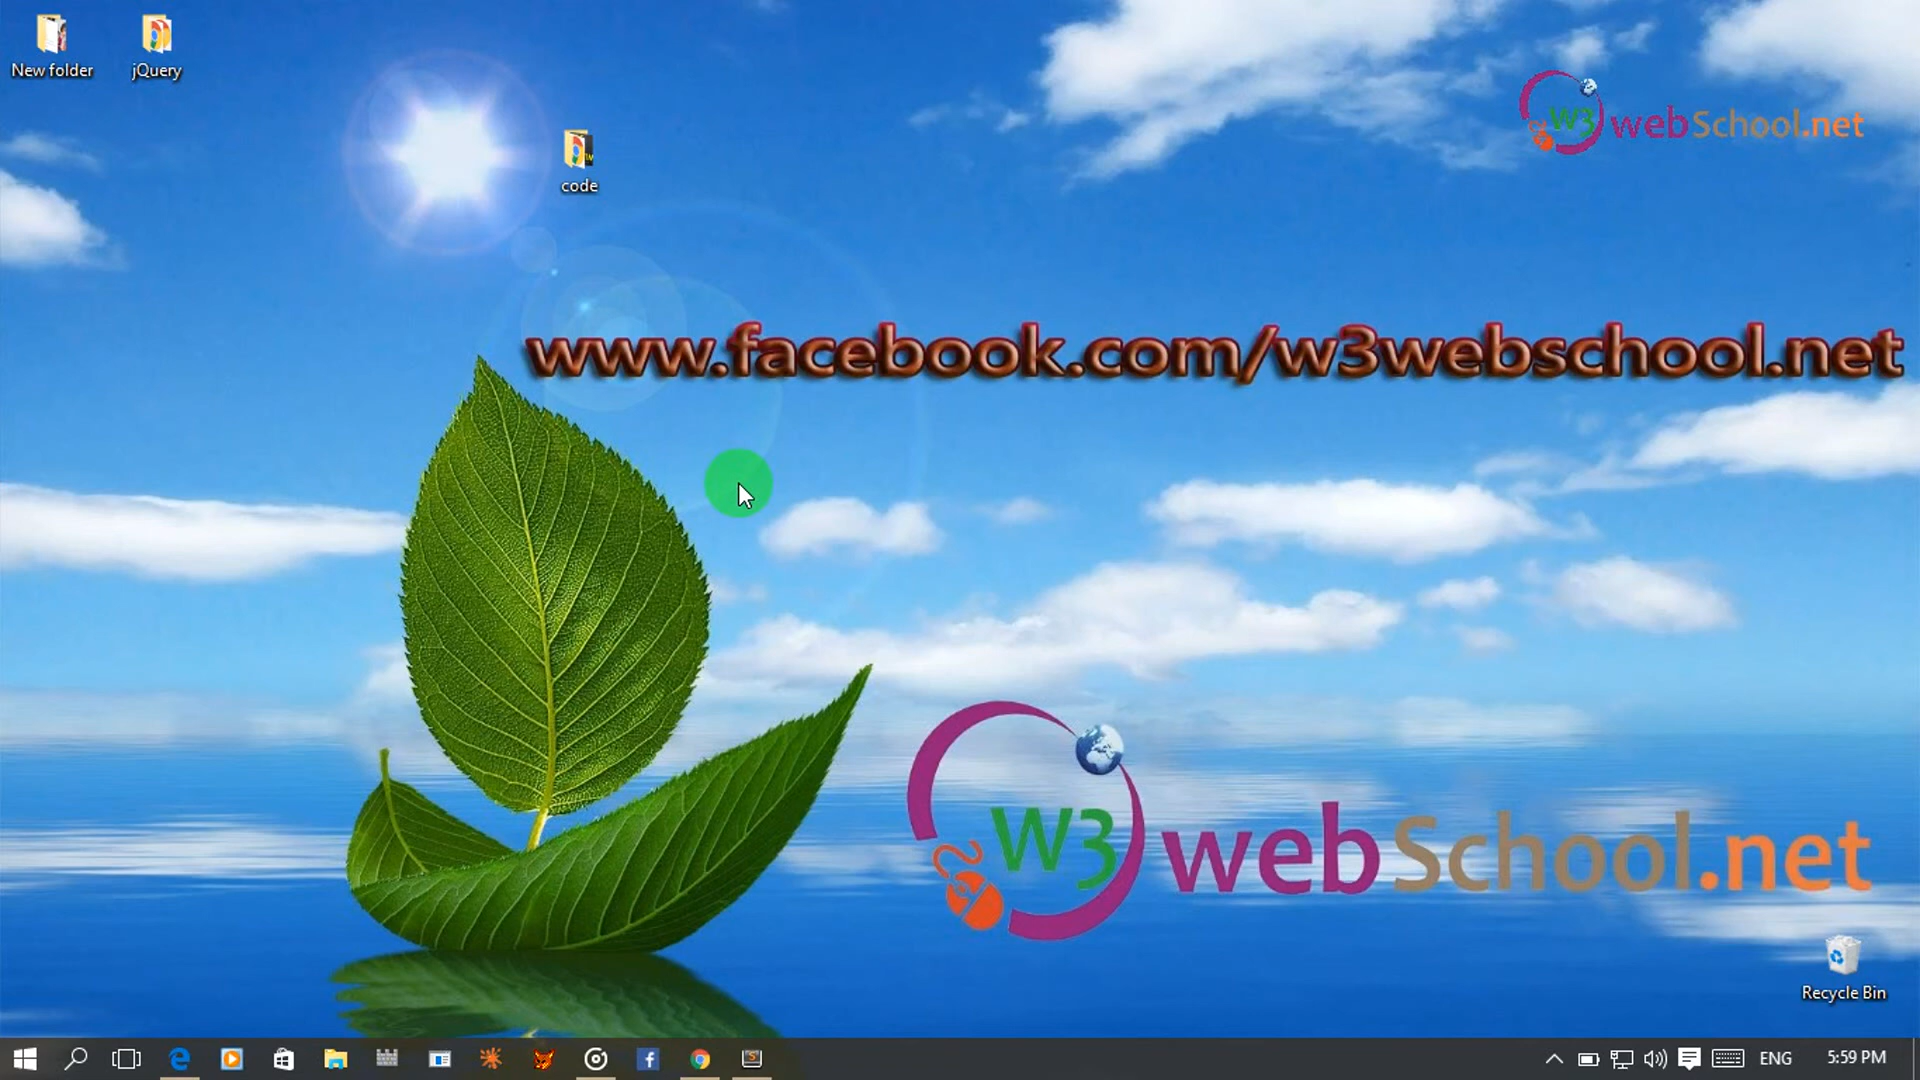 New folder
jQuery
code
W3 webSchool.net
www.facebook.com/w3webschool.net
W3 webSchool.net
Recycle Bin
ENG
5:59 PM